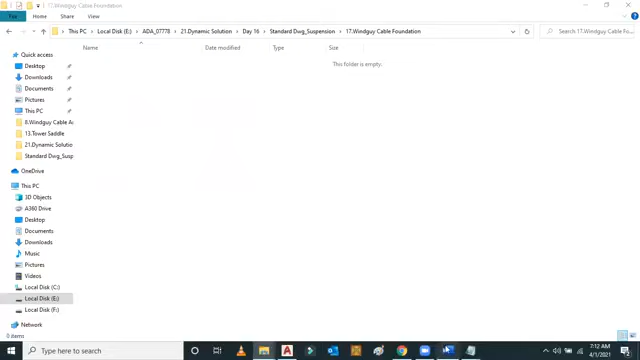 17.Windguy Cable Foundation
File Home Share View
This PC Local Disk (E:) ADA_07778 21.Dynamic Solution Day 16 Standard Dwg_Suspension 17.Windguy Cable Foundation
Search 17.Windguy Cable Fo...
Name Date modified Type Size
This folder is empty.
Quick access
Desktop
Downloads
Documents
Pictures
This PC
8.Windguy Cable A
13.Tower Saddle
21.Dynamic Solutio
Standard Dwg_Susp
OneDrive
This PC
3D Objects
A360 Drive
Desktop
Documents
Downloads
Music
Pictures
Videos
Local Disk (C:)
Local Disk (E:)
Local Disk (F:)
Network
0 items
Type here to search
7:12 AM
4/1/2021